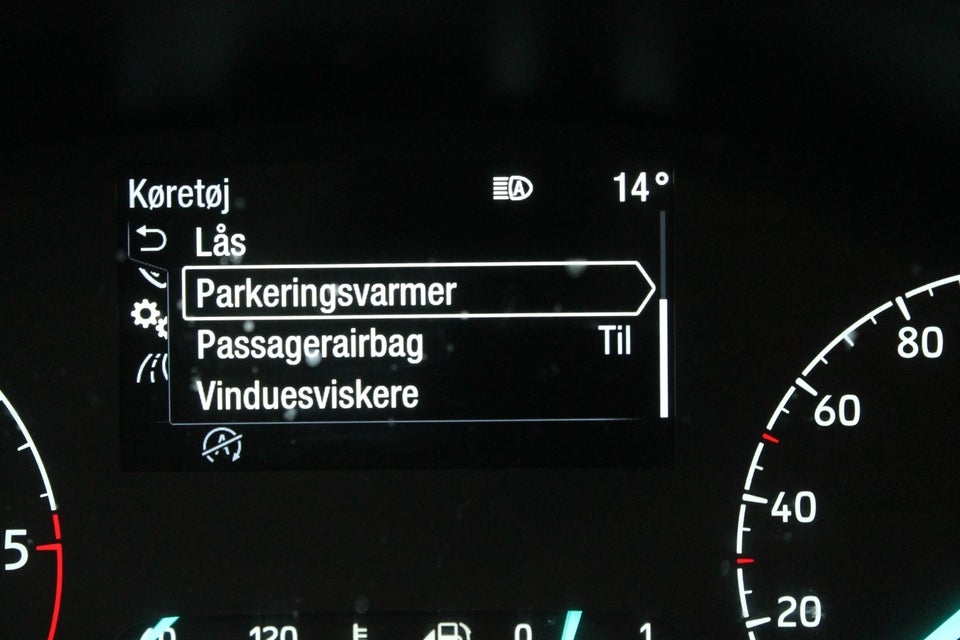 Køretøj A 14°
Lås
Parkeringsvarmer
Passagerairbag Til
Vinduesviskere
A
80
60
40
20
5
120 0 1